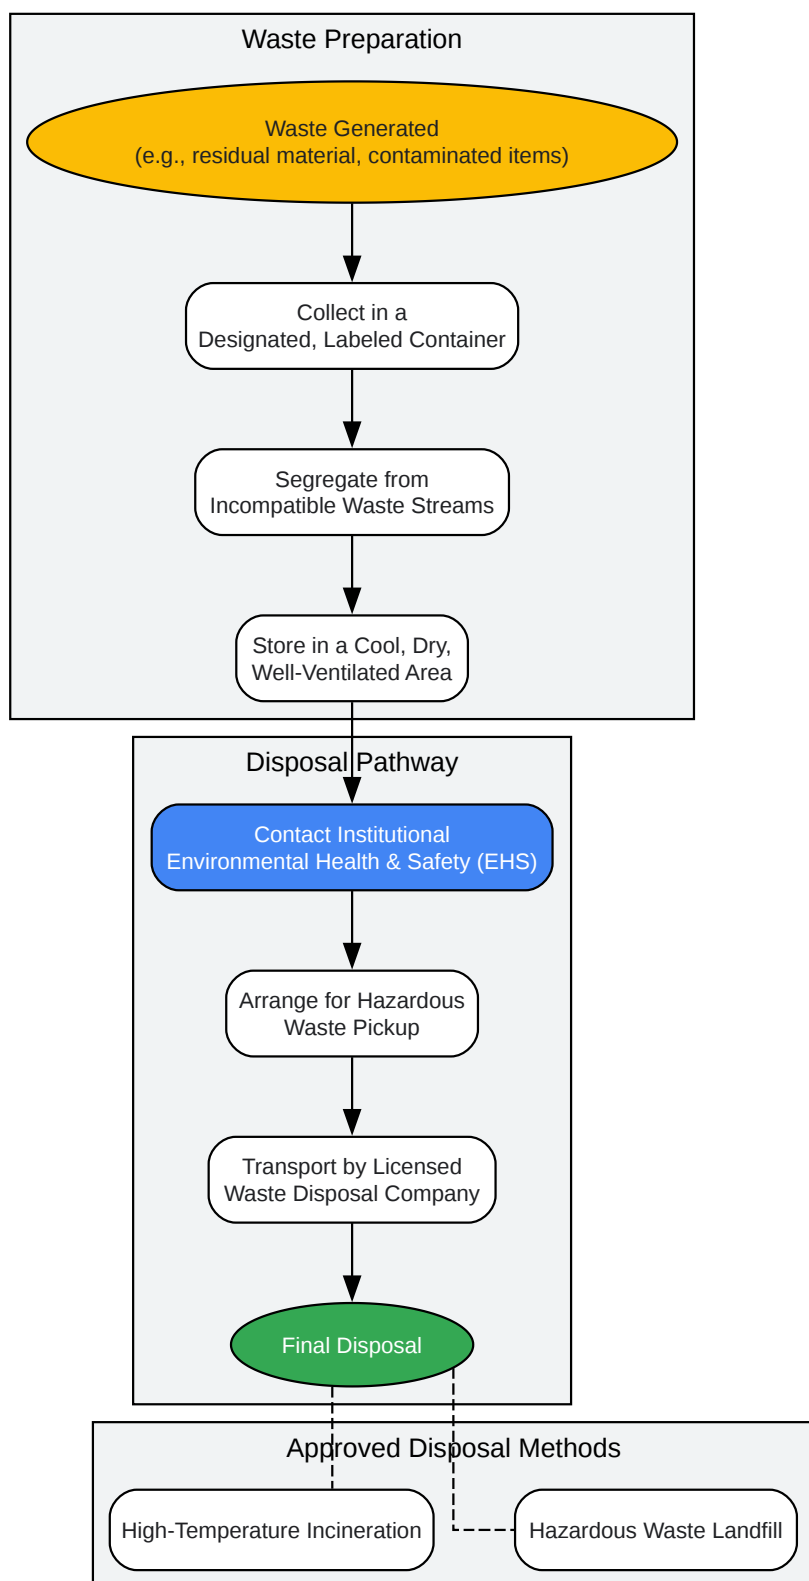 Waste Preparation
Waste Generated
(e.g., residual material, contaminated items)
Collect in a
Designated, Labeled Container
Segregate from
Incompatible Waste Streams
Store in a Cool, Dry,
Well-Ventilated Area
Disposal Pathway
Contact Institutional
Environmental Health & Safety (EHS)
Arrange for Hazardous
Waste Pickup
Transport by Licensed
Waste Disposal Company
Final Disposal
Approved Disposal Methods
High-Temperature Incineration
Hazardous Waste Landfill